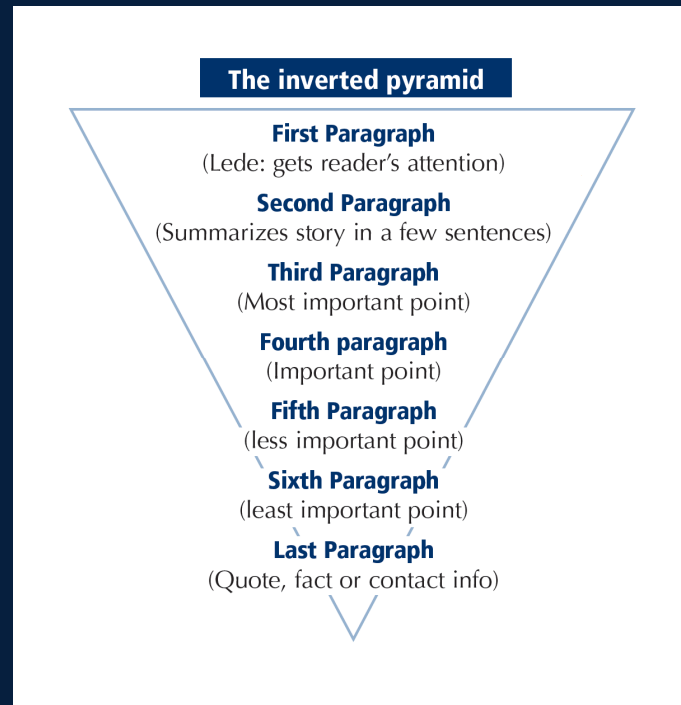 The inverted pyramid
First Paragraph
(Lede: gets reader’s attention)
Second Paragraph
(Summarizes story in a few sentences)
Third Paragraph
(Most important point)
Fourth paragraph
(Important point)
Fifth Paragraph
(less important point)
Sixth Paragraph
(least important point)
Last Paragraph
(Quote, fact or contact info)